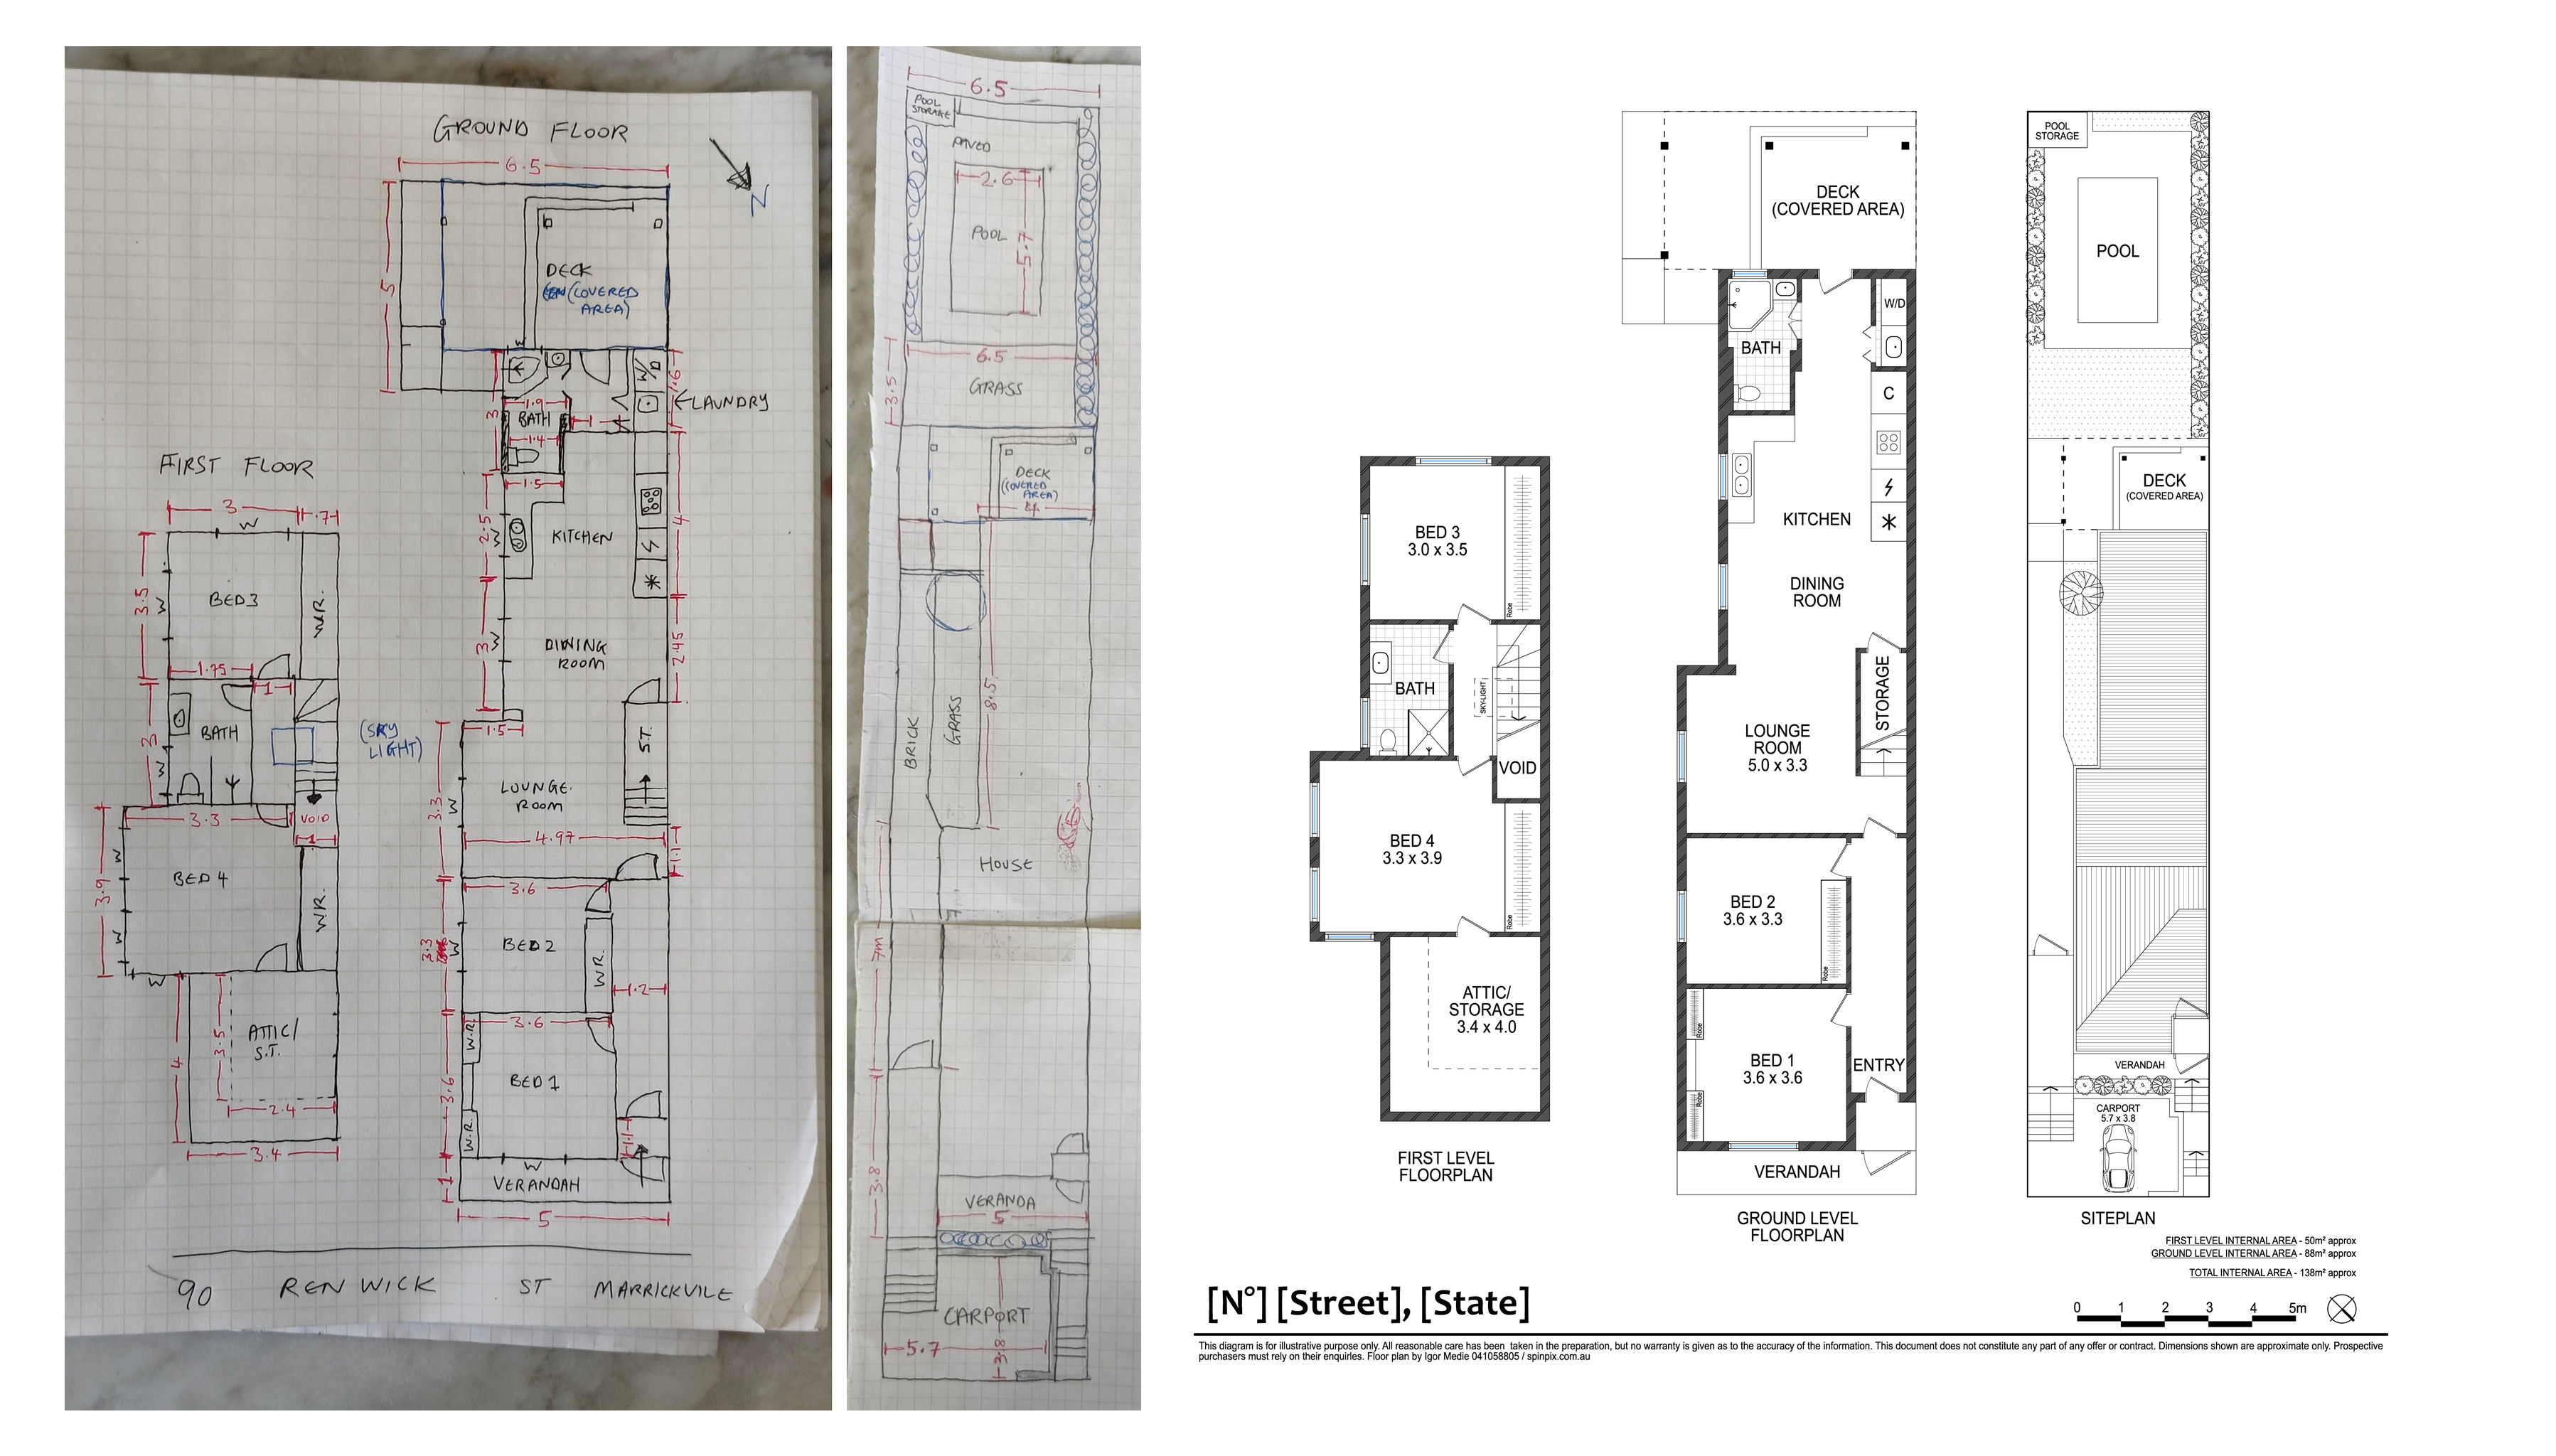 GROUND FLOOR
6.5
N
5
DECK
(COVERED
AREA)
W
W/D
1.6
LAUNDRY
1.9
3
BATH
1
1.4
1.5
2.5
W
KITCHEN
4
3
W
DINING
ROOM
2.45
1.5
S.T.
LOUNGE
ROOM
3.3
W
4.97
1.1
3.6
3.3
W
BED 2
W.R.
1.2
3.6
W.R.
BED 1
3.6
W.R.
1.1
W
1
VERANDAH
5
FIRST FLOOR
3
.7
W
3.5
W
BED 3
W.R.
1.75
1
3
BATH
W
W
(SKY
LIGHT)
3.3
VOID
1
W
3.9
BED 4
W
W.R.
W
4
3.5
ATTIC/
S.T.
2.4
3.4
90 RENWICK ST MARRICKVILE
6.5
POOL
STORAGE
PAVED
2.6
POOL
5.7
6.5
3.5
GRASS
DECK
(COVERED
AREA)
4
BRICK
GRASS
8.5
HOUSE
7m
7m
3.8
VERANDA
5
CARPORT
5.7
3.8
BED 3
3.0 x 3.5
Robe
BATH
SKY-LIGHT
VOID
BED 4
3.3 x 3.9
Robe
ATTIC/
STORAGE
3.4 x 4.0
FIRST LEVEL
FLOORPLAN
DECK
(COVERED AREA)
W/D
BATH
C
KITCHEN
DINING
ROOM
STORAGE
LOUNGE
ROOM
5.0 x 3.3
BED 2
3.6 x 3.3
Robe
Robe
BED 1
3.6 x 3.6
Robe
ENTRY
VERANDAH
GROUND LEVEL
FLOORPLAN
POOL
STORAGE
POOL
DECK
(COVERED AREA)
VERANDAH
CARPORT
5.7 x 3.8
SITEPLAN
FIRST LEVEL INTERNAL AREA - 50m² approx
GROUND LEVEL INTERNAL AREA - 88m² approx
TOTAL INTERNAL AREA - 138m² approx
0 1 2 3 4 5m
[N°] [Street], [State]
This diagram is for illustrative purpose only. All reasonable care has been taken in the preparation, but no warranty is given as to the accuracy of the information. This document does not constitute any part of any offer or contract. Dimensions shown are approximate only. Prospective
purchasers must rely on their enquiries. Floor plan by Igor Medie 041058805 / spinpix.com.au